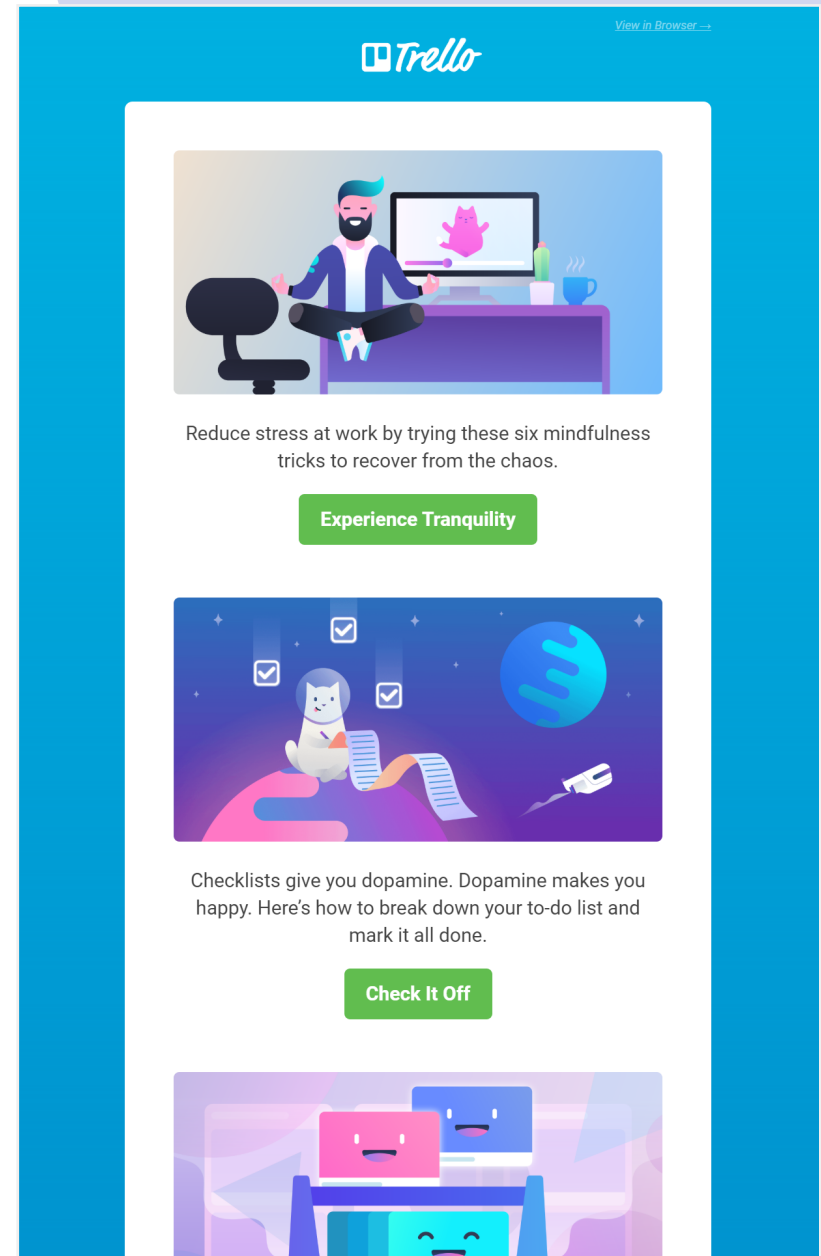 View in Browser →
Trello
Reduce stress at work by trying these six mindfulness
tricks to recover from the chaos.
Experience Tranquility
Checklists give you dopamine. Dopamine makes you
happy. Here’s how to break down your to-do list and
mark it all done.
Check It Off